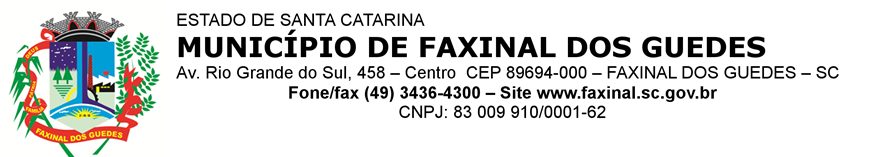 ESTADO DE SANTA CATARINA
MUNICÍPIO DE FAXINAL DOS GUEDES
Av. Rio Grande do Sul, 458 – Centro  CEP 89694-000 – FAXINAL DOS GUEDES – SC
Fone/fax (49) 3436-4300 – Site www.faxinal.sc.gov.br
CNPJ: 83 009 910/0001-62
DEUS
FAMÍLIA
FAXINAL DOS GUEDES